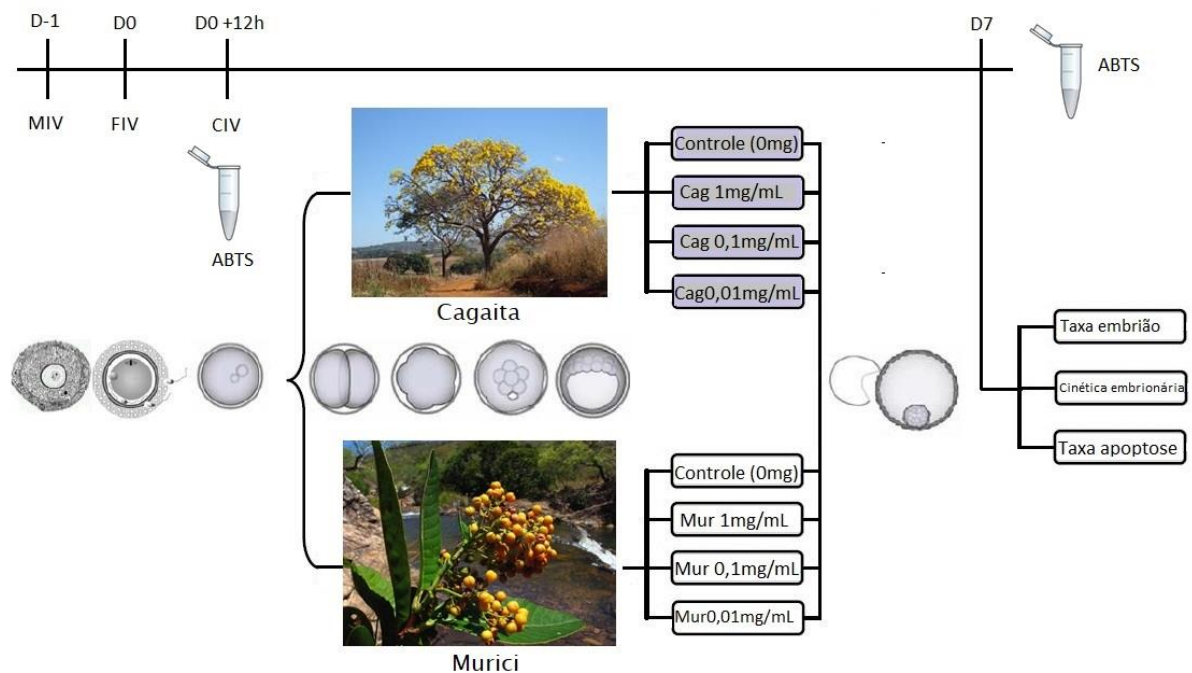 D-1
D0
D0 +12h
D7
MIV
FIV
CIV
ABTS
ABTS
Controle (0mg)
Cag 1mg/mL
Cag 0,1mg/mL
Cag0,01mg/mL
Cagaita
Taxa embrião
Cinética embrionária
Taxa apoptose
Controle (0mg)
Mur 1mg/mL
Mur 0,1mg/mL
Mur0,01mg/mL
Murici